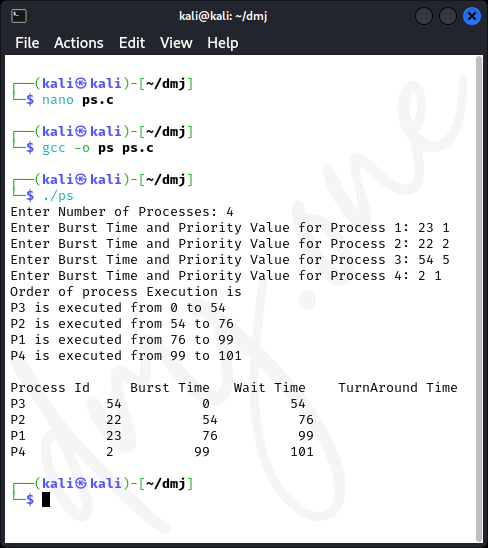 kali@kali: ~/dmj
File Actions Edit View Help
┌──(kali㉿kali)-[~/dmj]
└─$ nano ps.c
┌──(kali㉿kali)-[~/dmj]
└─$ gcc -o ps ps.c
┌──(kali㉿kali)-[~/dmj]
└─$ ./ps
Enter Number of Processes: 4
Enter Burst Time and Priority Value for Process 1: 23 1
Enter Burst Time and Priority Value for Process 2: 22 2
Enter Burst Time and Priority Value for Process 3: 54 5
Enter Burst Time and Priority Value for Process 4: 2 1
Order of process Execution is
P3 is executed from 0 to 54
P2 is executed from 54 to 76
P1 is executed from 76 to 99
P4 is executed from 99 to 101
Process Id     Burst Time   Wait Time    TurnAround Time
P3          54          0          54
P2          22          54          76
P1          23          76          99
P4          2          99          101
┌──(kali㉿kali)-[~/dmj]
└─$
dmj.one